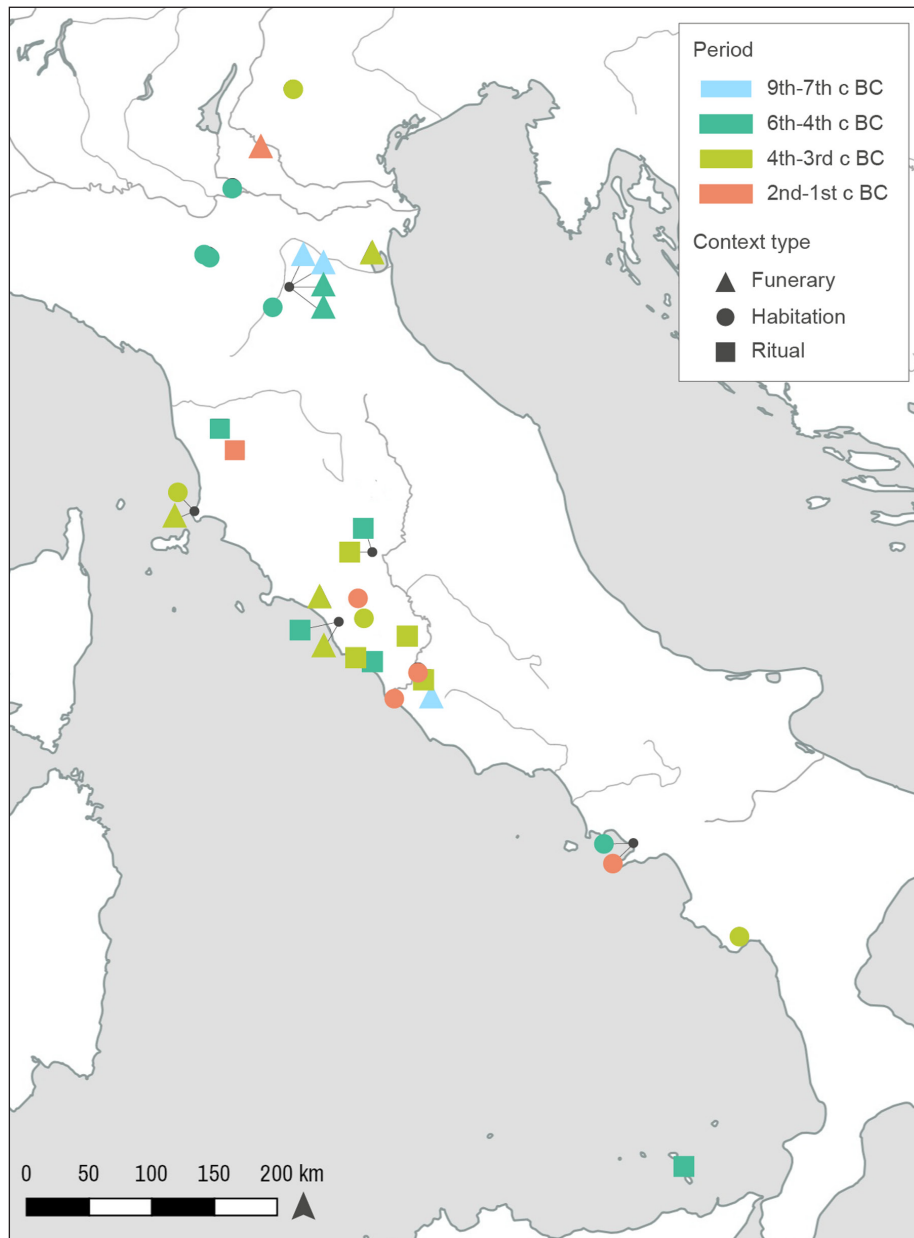 Period
9th-7th c BC
6th-4th c BC
4th-3rd c BC
2nd-1st c BC
Context type
Funerary
Habitation
Ritual
0 50 100 150 200 km